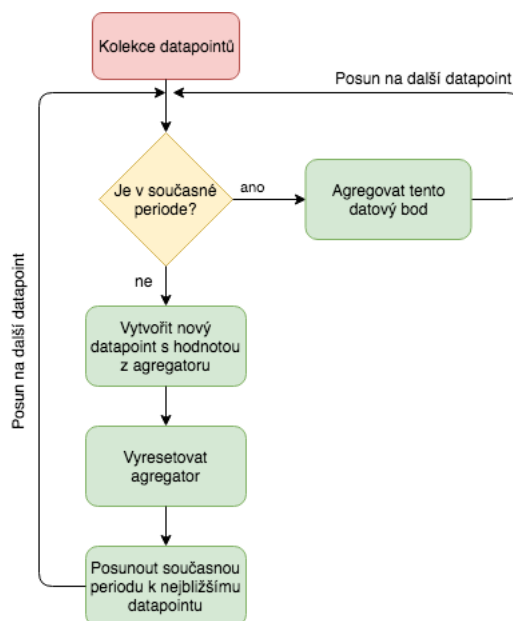 Kolekce datapointů
Posun na další datapoint
Je v současné
periode?
ano
Agregovat tento
datový bod
ne
Vytvořit nový
datapoint s hodnotou
z agregatoru
Posun na další datapoint
Vyresetovat
agregator
Posunout současnou
periodu k nejbližšímu
datapointu